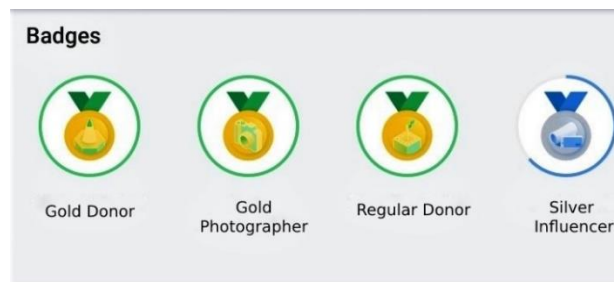 Badges
Gold Donor
Gold
Photographer
Regular Donor
Silver
Influencer